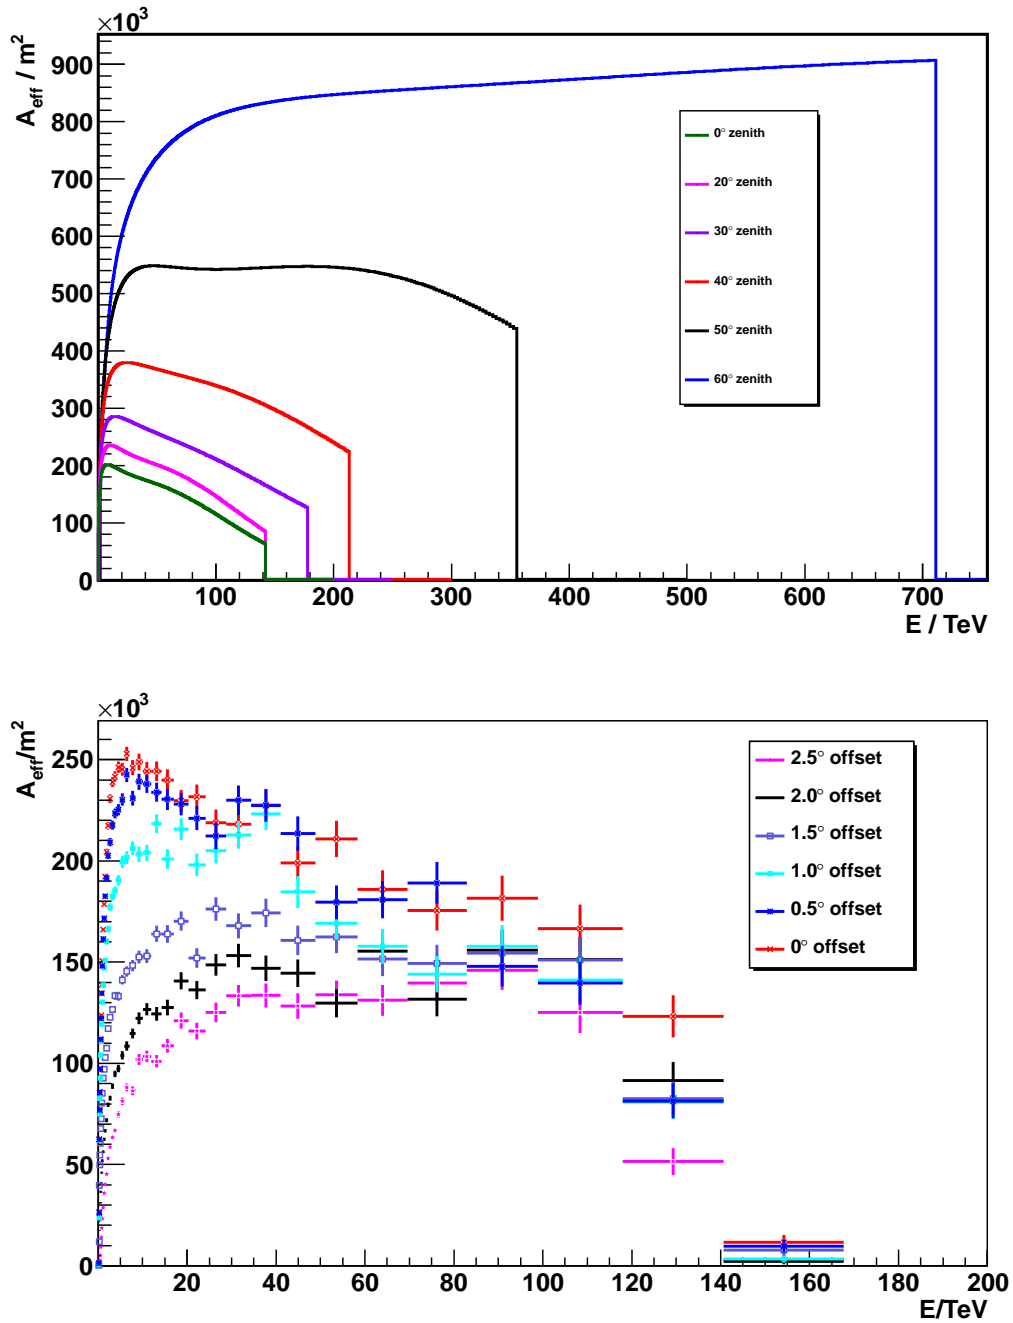 ×10³
A_eff / m²
900
800
700
600
500
400
300
200
100
0
0° zenith
20° zenith
30° zenith
40° zenith
50° zenith
60° zenith
100 200 300 400 500 600 700
E / TeV
×10³
A_eff/m²
250
200
150
100
50
0
2.5° offset
2.0° offset
1.5° offset
1.0° offset
0.5° offset
0° offset
20 40 60 80 100 120 140 160 180 200
E/TeV